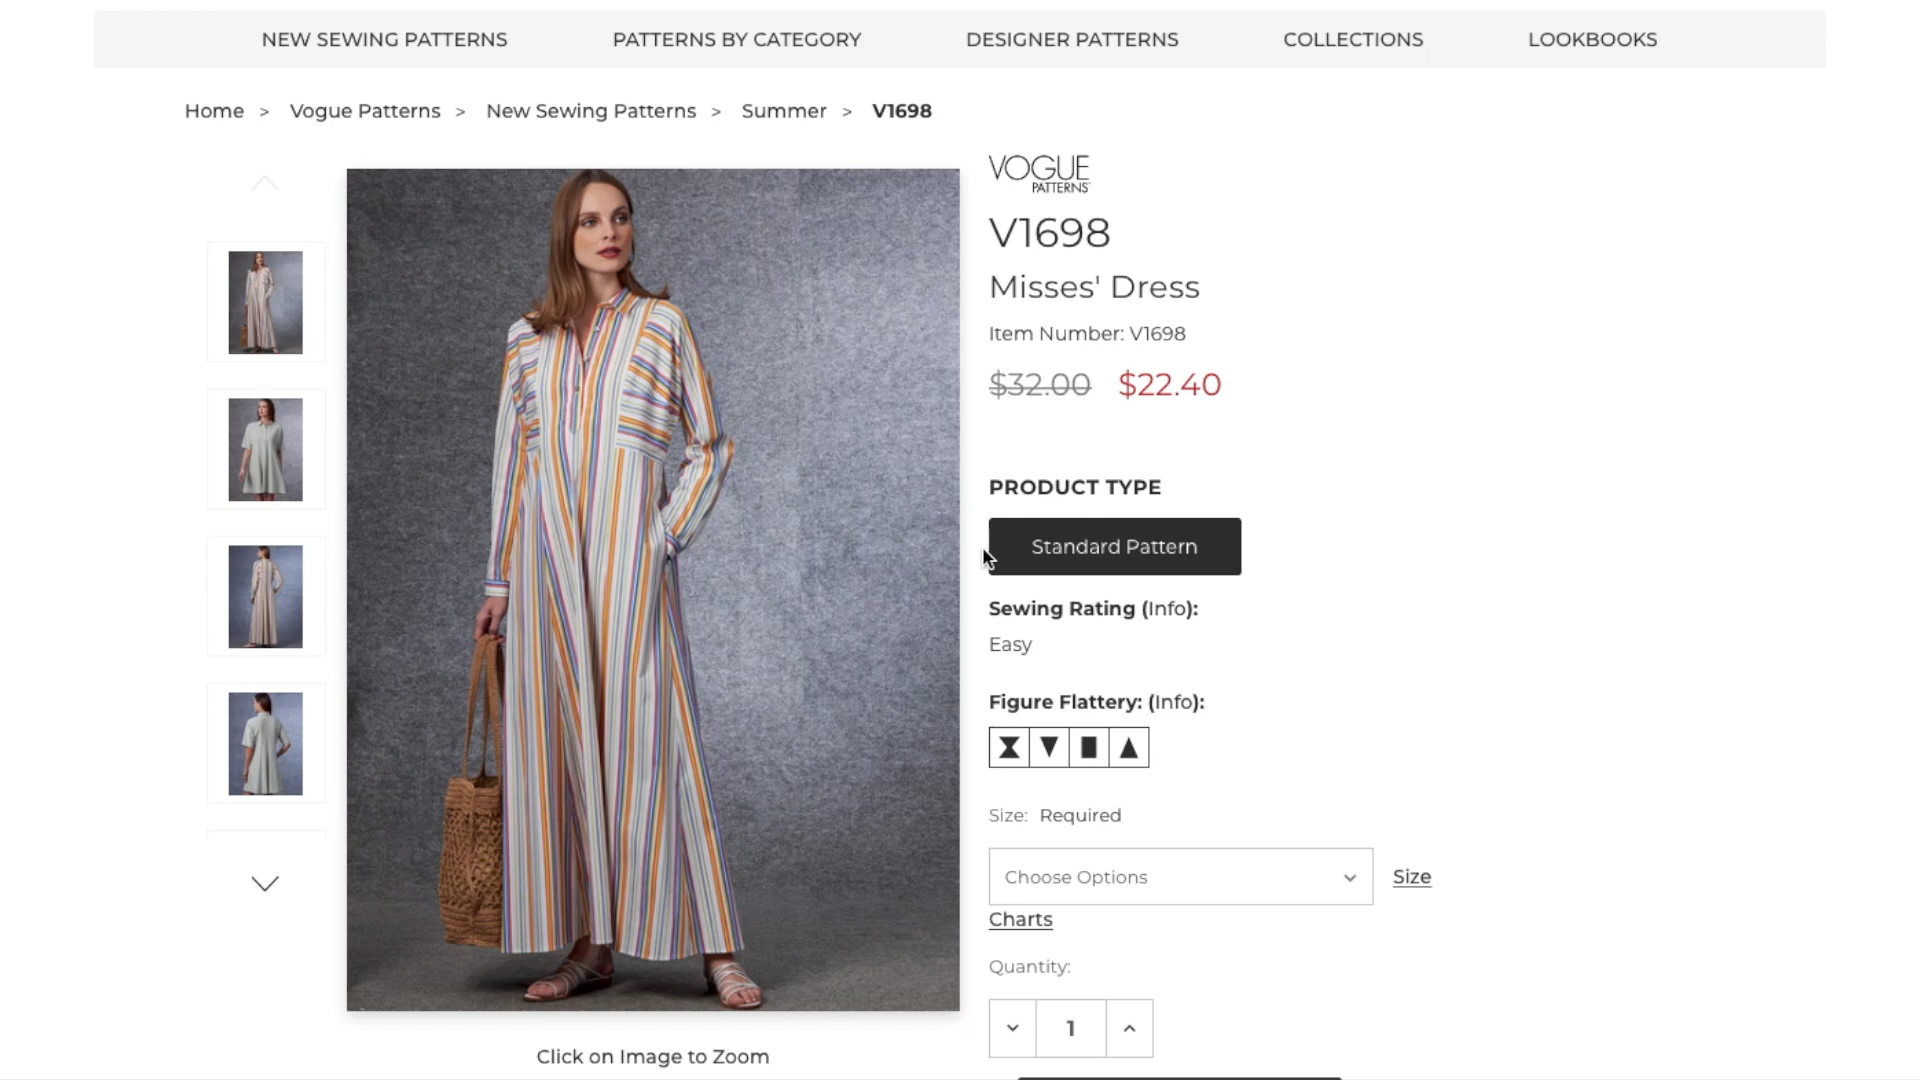 NEW SEWING PATTERNS PATTERNS BY CATEGORY DESIGNER PATTERNS COLLECTIONS LOOKBOOKS
Home > Vogue Patterns > New Sewing Patterns > Summer > V1698
VOGUE
PATTERNS
V1698
Misses' Dress
Item Number: V1698
$32.00 $22.40
PRODUCT TYPE
Standard Pattern
Sewing Rating (Info):
Easy
Figure Flattery: (Info):
Size: Required
Choose Options Size
Charts
Quantity:
1
Click on Image to Zoom